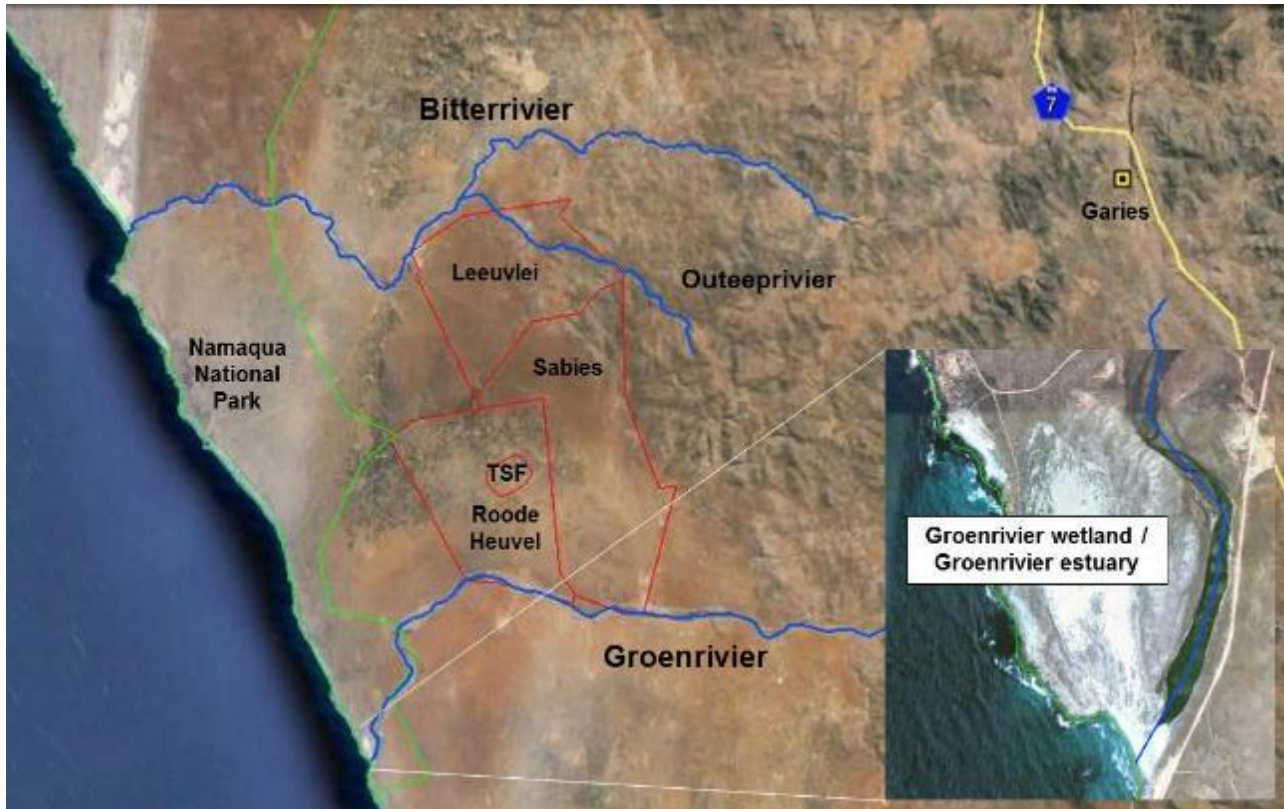 Bitterrivier
7
Garies
Leeuvlei
Outeeprivier
Namaqua
National
Park
Sabies
TSF
Roode
Heuvel
Groenrivier wetland /
Groenrivier estuary
Groenrivier